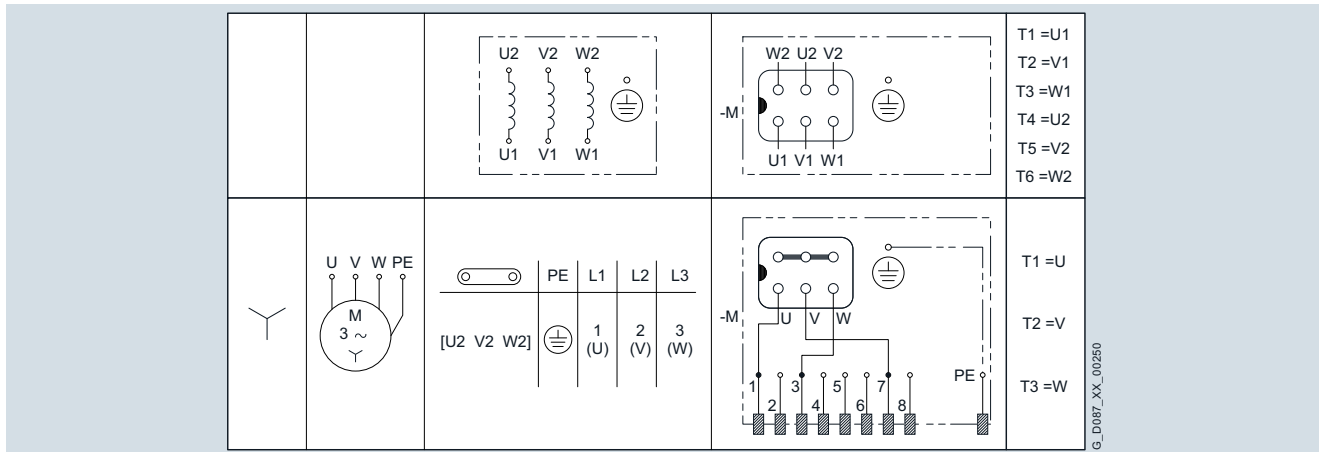 U2 V2 W2
U1 V1 W1
W2 U2 V2
-M
U1 V1 W1
T1 =U1
T2 =V1
T3 =W1
T4 =U2
T5 =V2
T6 =W2
U V W PE
M
3 ~
PE L1 L2 L3
[U2 V2 W2]
1 2 3
(U) (V) (W)
-M
U V W
1 3 5 7 PE
2 4 6 8
T1 =U
T2 =V
T3 =W
G_D087_XX_00250